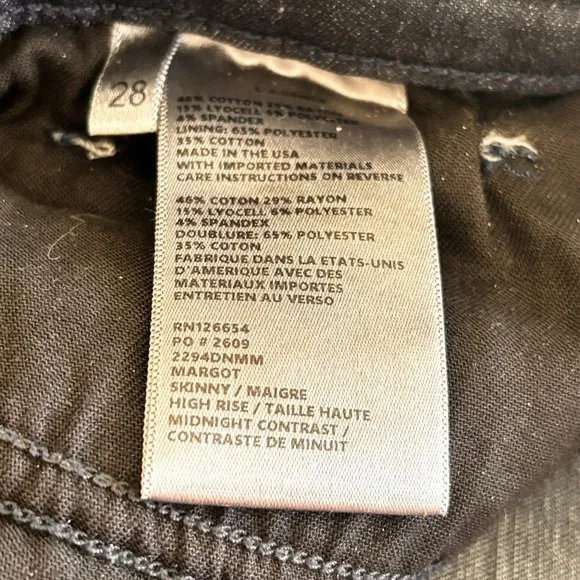 28
46% COTTON 29% RAYON
15% LYOCELL 6% POLYESTER
4% SPANDEX
LINING: 65% POLYESTER
35% COTTON
MADE IN THE USA
WITH IMPORTED MATERIALS
CARE INSTRUCTIONS ON REVERSE
46% COTON 29% RAYON
15% LYOCELL 6% POLYESTER
4% SPANDEX
DOUBLURE: 65% POLYESTER
35% COTON
FABRIQUE DANS LA ETATS-UNIS
D'AMERIQUE AVEC DES
MATERIAUX IMPORTES
ENTRETIEN AU VERSO
RN126654
PO # 2609
2294DNMM
MARGOT
SKINNY / MAIGRE
HIGH RISE / TAILLE HAUTE
MIDNIGHT CONTRAST /
CONTRASTE DE MINUIT